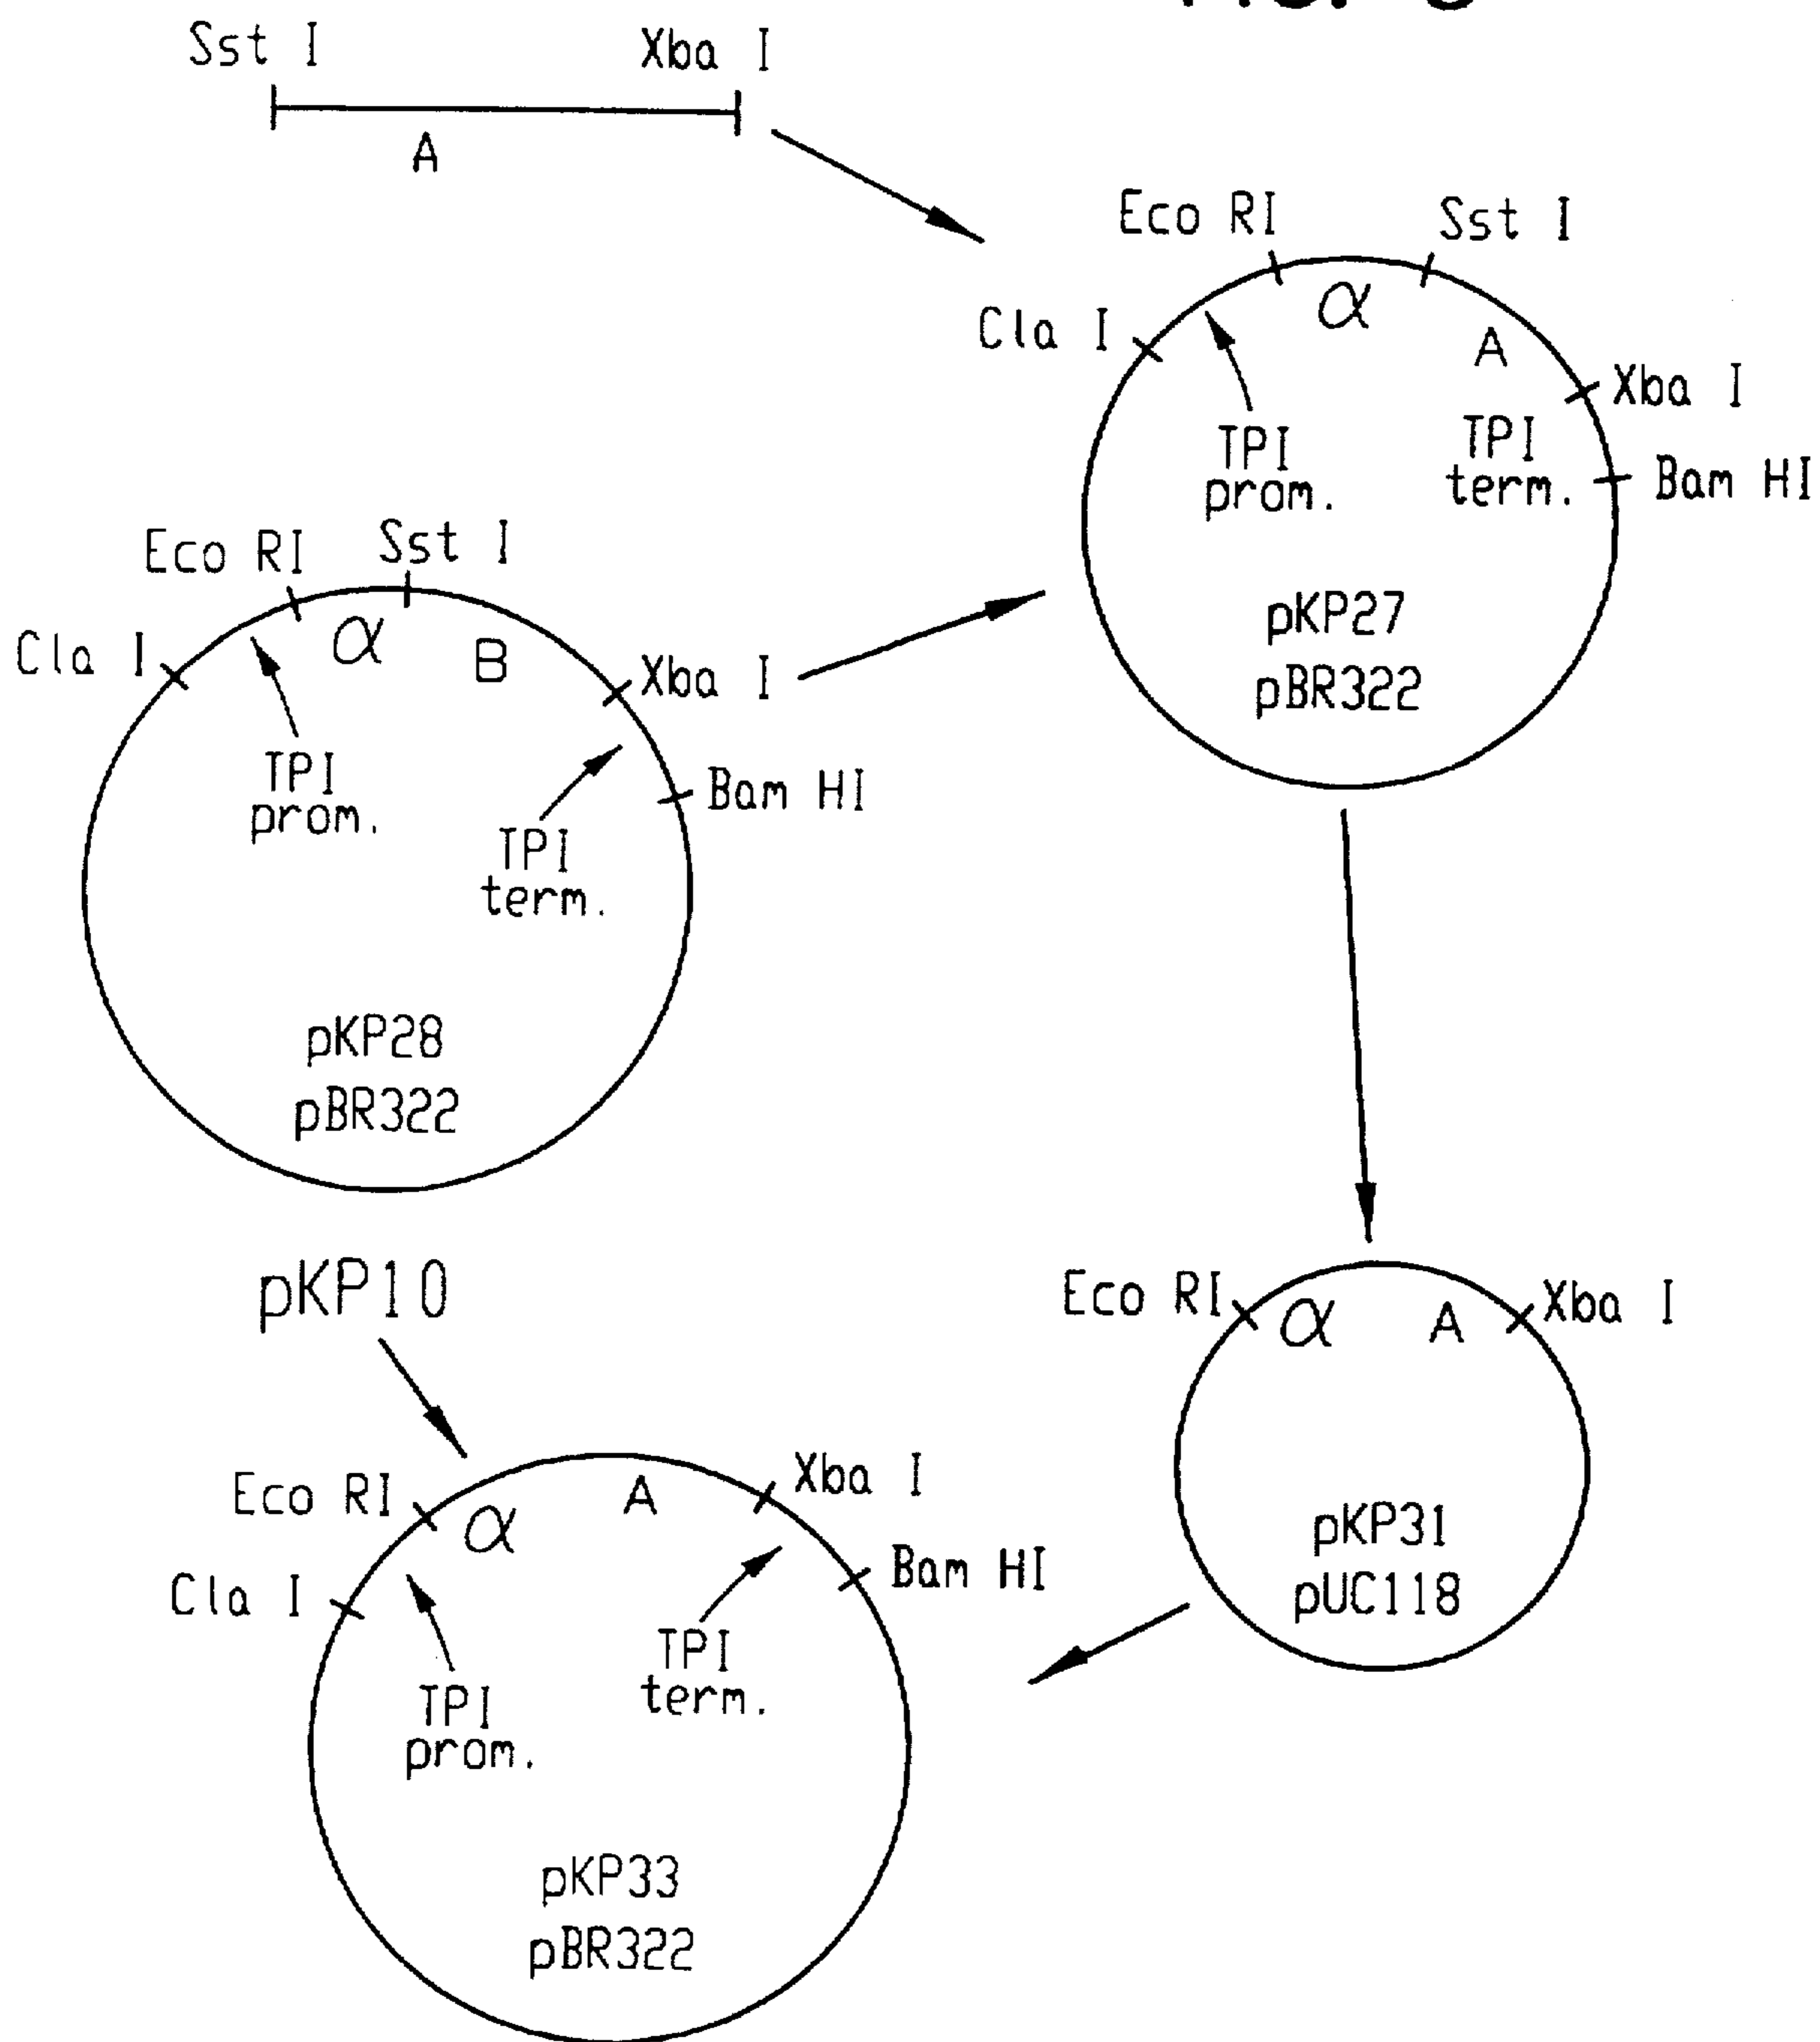 Sst I
Xba I
A
Eco RI
Sst I
Cla I
α
A
Xba I
TPI
prom.
TPI
term.
Bam HI
pKP27
pBR322
Eco RI
Sst I
Cla I
α
B
Xba I
TPI
prom.
Bam HI
TPI
term.
pKP28
pBR322
pKP10
Eco RI
α
A
Xba I
pKP31
pUC118
Eco RI
α
A
Xba I
Cla I
Bam HI
TPI
prom.
TPI
term.
pKP33
pBR322